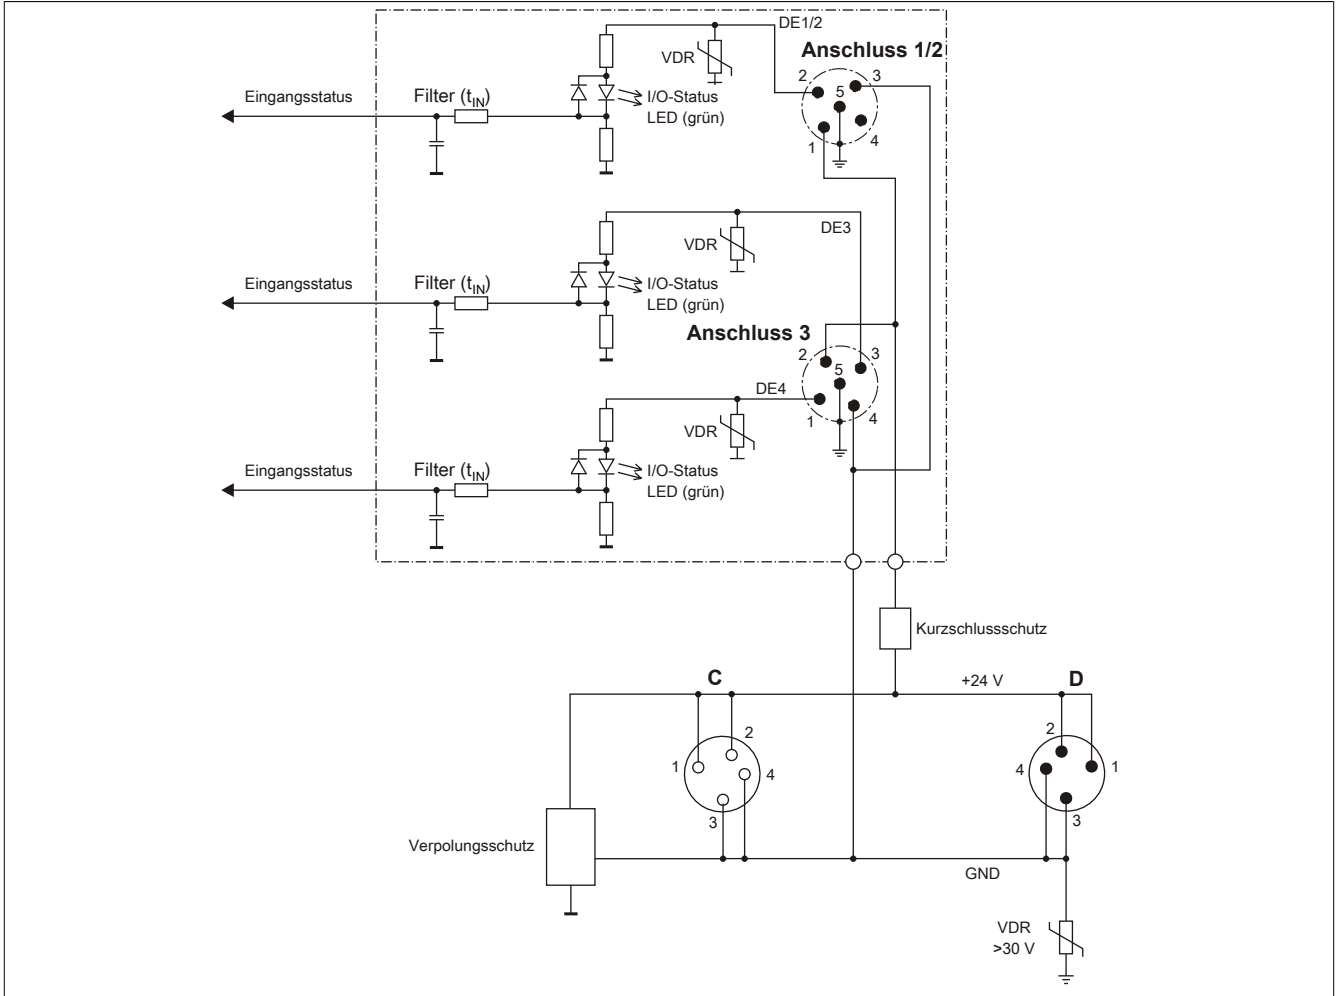 DE1/2
Anschluss 1/2
VDR
2
3
5
Eingangsstatus
Filter (tIN)
I/O-Status
LED (grün)
1
4
DE3
VDR
Eingangsstatus
Filter (tIN)
I/O-Status
LED (grün)
Anschluss 3
2
3
5
DE4
1
4
VDR
Eingangsstatus
Filter (tIN)
I/O-Status
LED (grün)
Kurzschlussschutz
C
+24 V
D
2
2
1
4
4
1
3
3
Verpolungsschutz
GND
VDR
>30 V